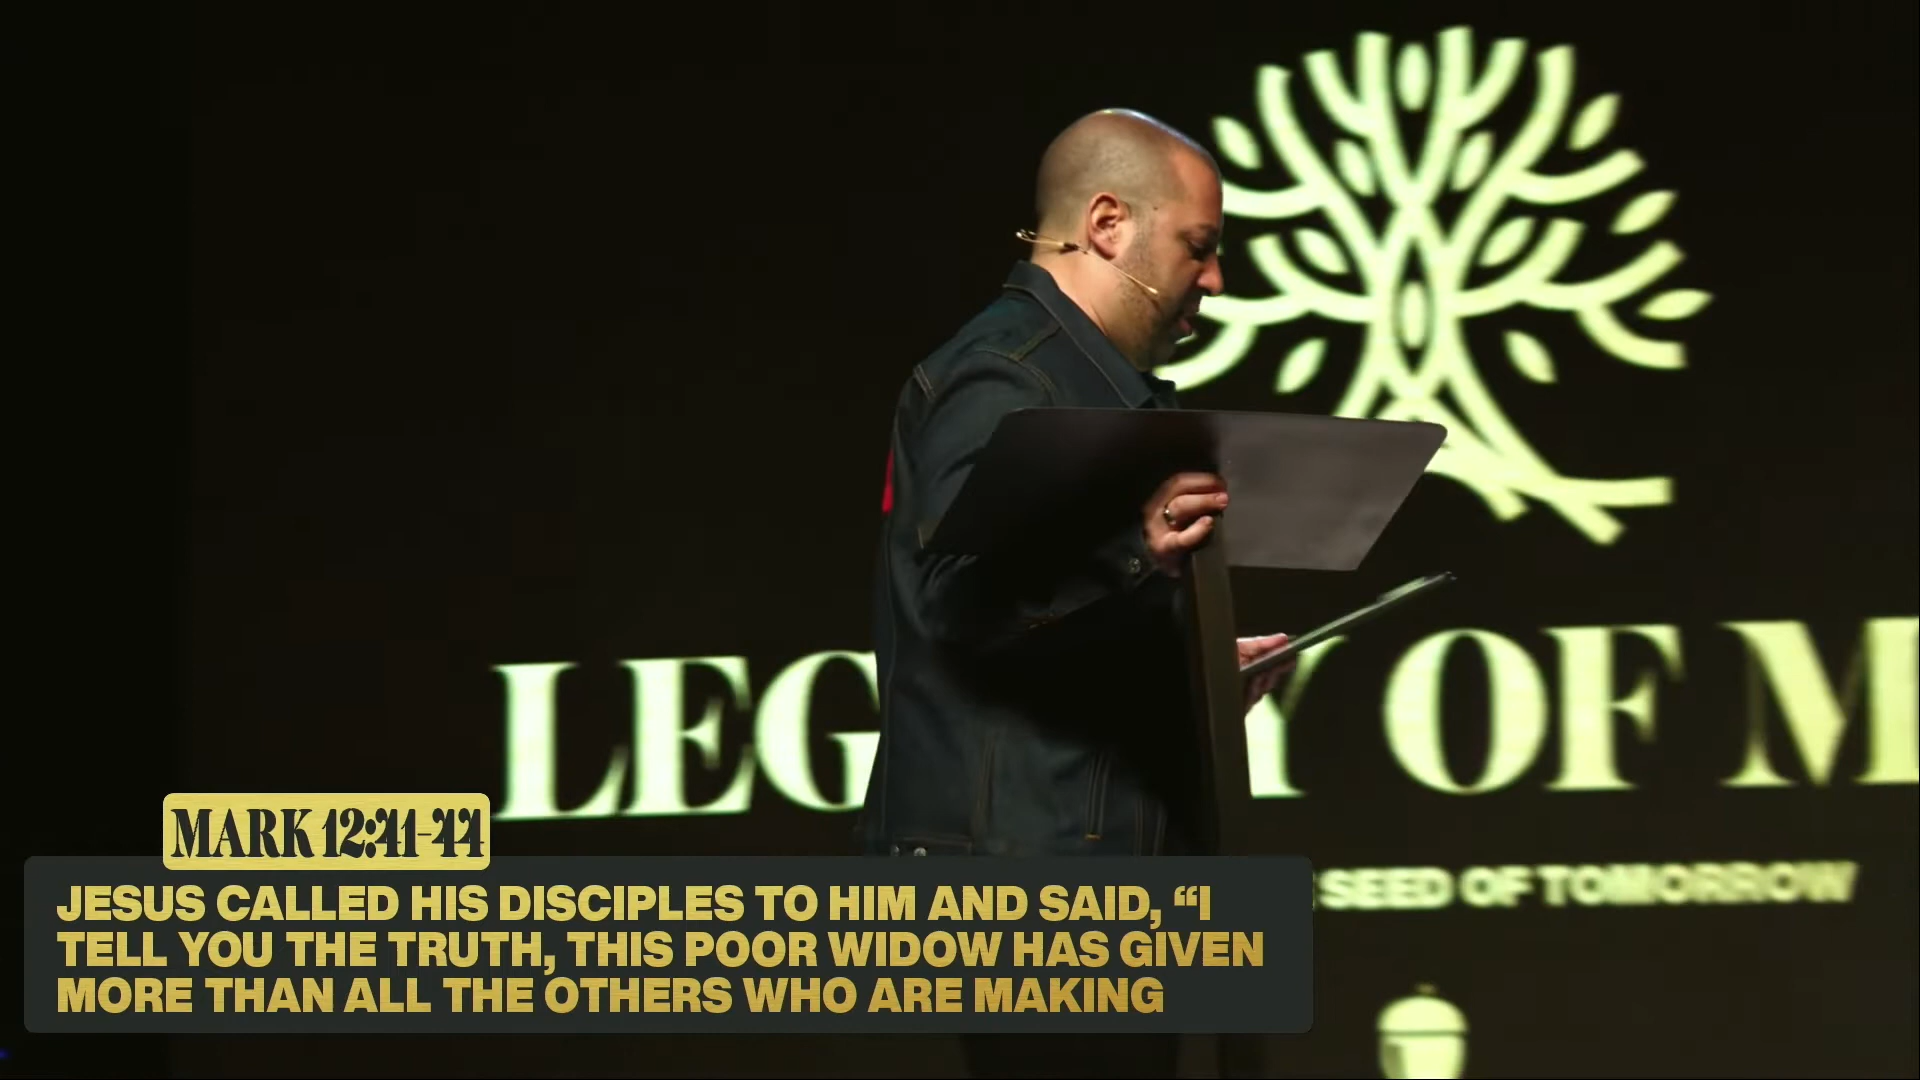 LEG Y OF M
SEED OF TOMORROW
MARK 12:41-44
JESUS CALLED HIS DISCIPLES TO HIM AND SAID, “I
TELL YOU THE TRUTH, THIS POOR WIDOW HAS GIVEN
MORE THAN ALL THE OTHERS WHO ARE MAKING